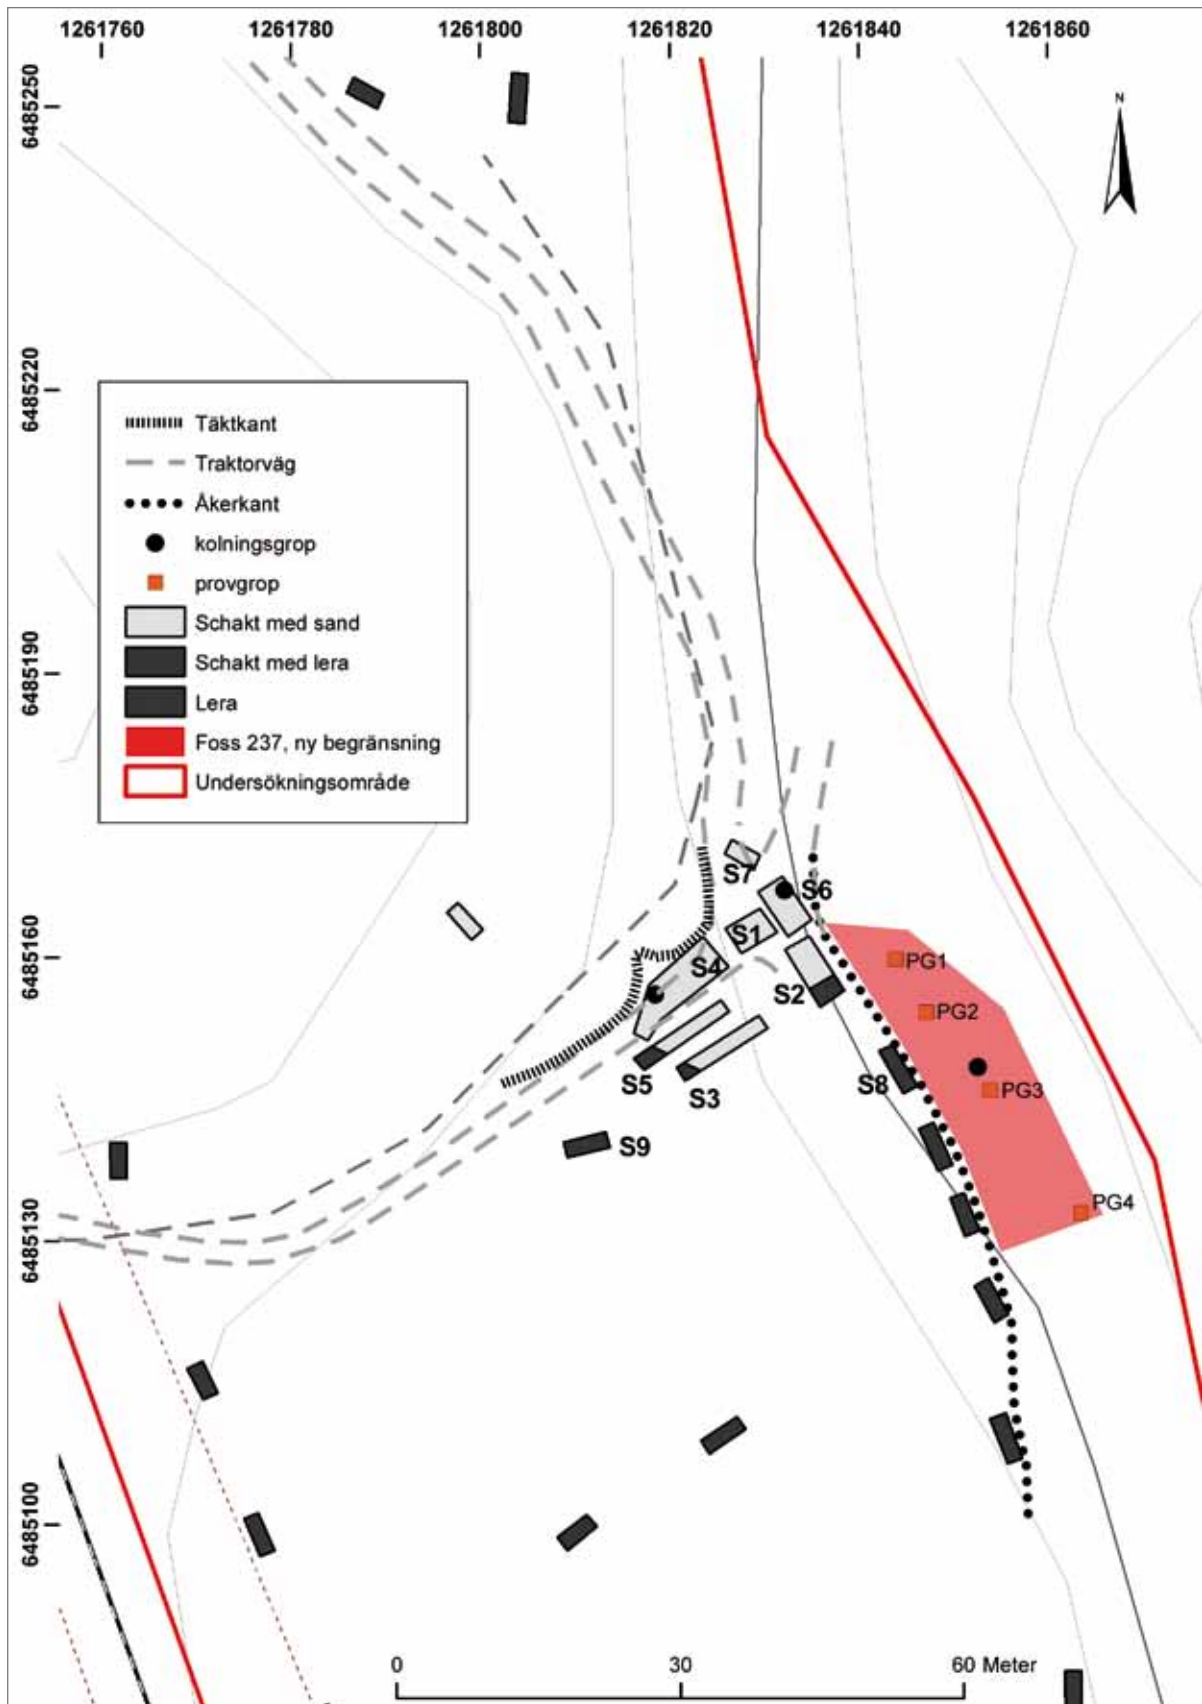 1261760 1261780 1261800 1261820 1261840 1261860
6485250
N
6485220
Täktkant
Traktorväg
Åkerkant
kolningsgrop
provgrop
Schakt med sand
Schakt med lera
Lera
Foss 237, ny begränsning
Undersökningsområde
6485190
S7
S6
S1
6485160
S4
PG1
S2
PG2
S5
S3
S8
PG3
S9
PG4
6485130
6485100
0 30 60 Meter